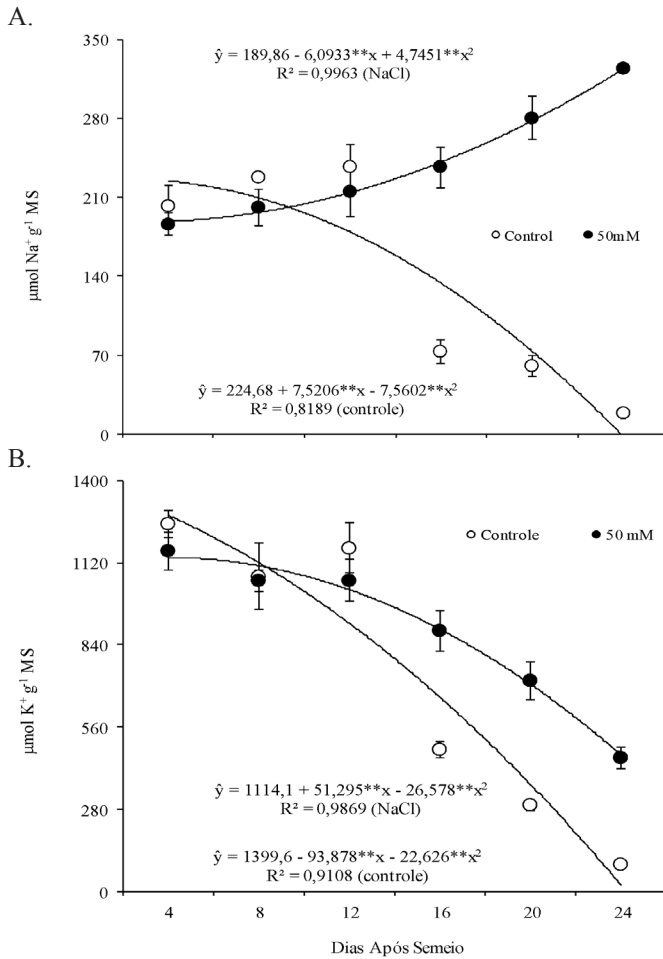 A.
350
280
210
140
70
0
µmol Na⁺ g⁻¹ MS
ŷ = 189,86 - 6,0933**x + 4,7451**x²
R² = 0,9963 (NaCl)
Control 50mM
ŷ = 224,68 + 7,5206**x - 7,5602**x²
R² = 0,8189 (controle)
B.
1400
1120
840
560
280
0
µmol K⁺ g⁻¹ MS
Controle 50 mM
ŷ = 1114,1 + 51,295**x - 26,578**x²
R² = 0,9869 (NaCl)
ŷ = 1399,6 - 93,878**x - 22,626**x²
R² = 0,9108 (controle)
4 8 12 16 20 24
Dias Após Semeio